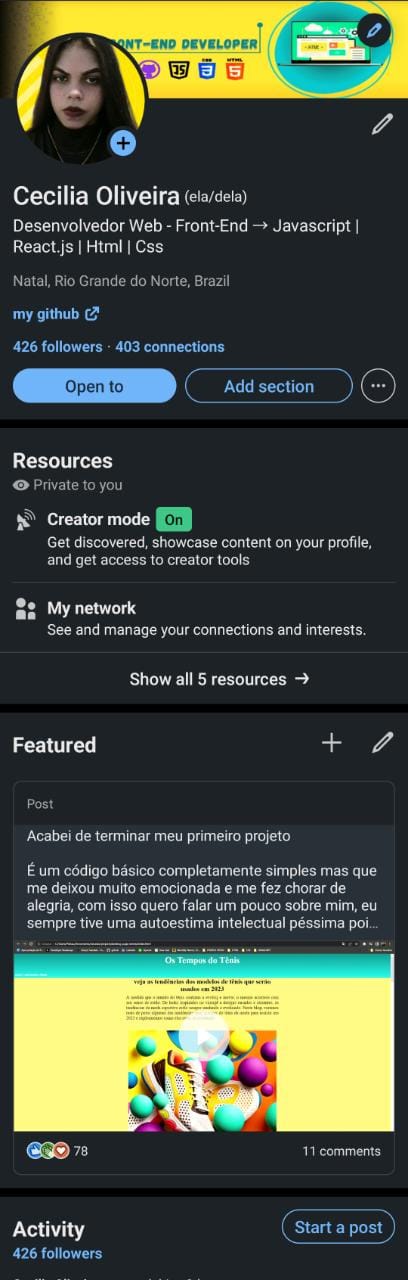 FRONT-END DEVELOPER
JS
CSS
HTML
Cecilia Oliveira (ela/dela)
Desenvolvedor Web - Front-End → Javascript |
React.js | Html | Css
Natal, Rio Grande do Norte, Brazil
my github
426 followers · 403 connections
Open to
Add section
Resources
Private to you
Creator mode On
Get discovered, showcase content on your profile,
and get access to creator tools
My network
See and manage your connections and interests.
Show all 5 resources →
Featured
Post
Acabei de terminar meu primeiro projeto
É um código básico completamente simples mas que
me deixou muito emocionada e me fez chorar de
alegria, com isso quero falar um pouco sobre mim, eu
sempre tive uma autoestima intelectual péssima poi...
Os Tempos do Tênis
veja as tendências dos modelos de tênis que serão
usados em 2023
78
11 comments
Activity
Start a post
426 followers